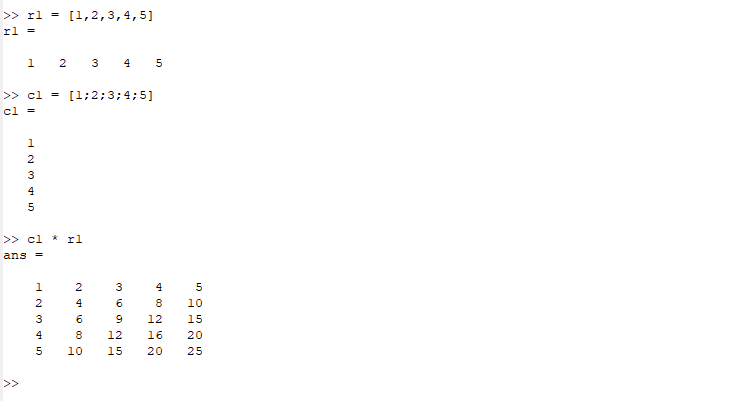 >> r1 = [1,2,3,4,5]
r1 =
1 2 3 4 5
>> c1 = [1;2;3;4;5]
c1 =
1
2
3
4
5
>> c1 * r1
ans =
1 2 3 4 5
2 4 6 8 10
3 6 9 12 15
4 8 12 16 20
5 10 15 20 25
>>